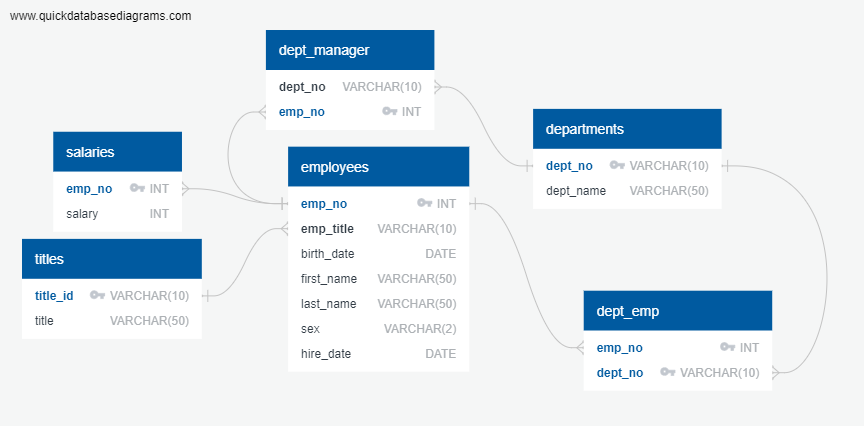 www.quickdatabasediagrams.com
dept_manager
dept_no VARCHAR(10)
emp_no INT
salaries
emp_no INT
salary INT
titles
title_id VARCHAR(10)
title VARCHAR(50)
employees
emp_no INT
emp_title VARCHAR(10)
birth_date DATE
first_name VARCHAR(50)
last_name VARCHAR(50)
sex VARCHAR(2)
hire_date DATE
departments
dept_no VARCHAR(10)
dept_name VARCHAR(50)
dept_emp
emp_no INT
dept_no VARCHAR(10)